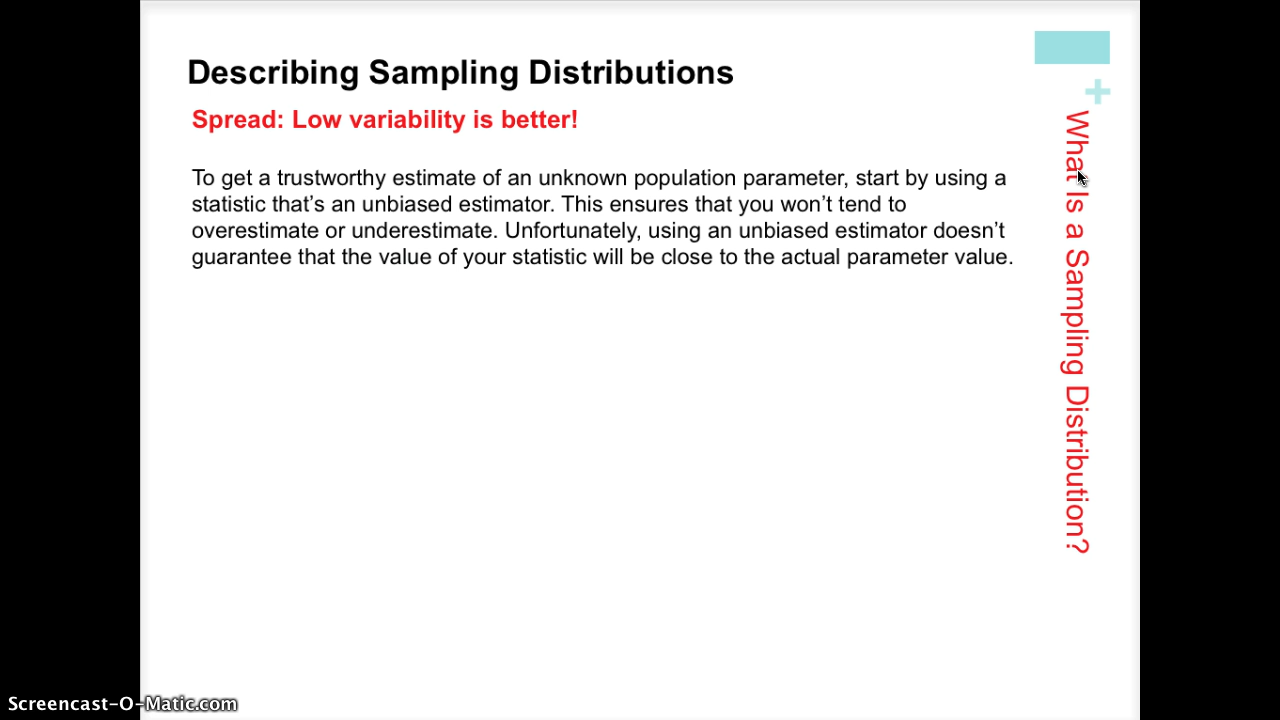 Describing Sampling Distributions
Spread: Low variability is better!
To get a trustworthy estimate of an unknown population parameter, start by using a
statistic that’s an unbiased estimator. This ensures that you won’t tend to
overestimate or underestimate. Unfortunately, using an unbiased estimator doesn’t
guarantee that the value of your statistic will be close to the actual parameter value.
+
What Is a Sampling Distribution?
Screencast-O-Matic.com